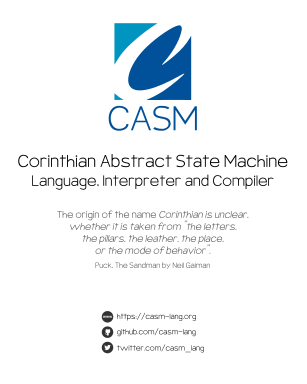 CASM
Corinthian Abstract State Machine
Language, Interpreter and Compiler
The origin of the name Corinthian is unclear,
whether it is taken from "the letters,
the pillars, the leather, the place,
or the mode of behavior".
Puck, The Sandman by Neil Gaiman
https://casm-lang.org
github.com/casm-lang
twitter.com/casm_lang